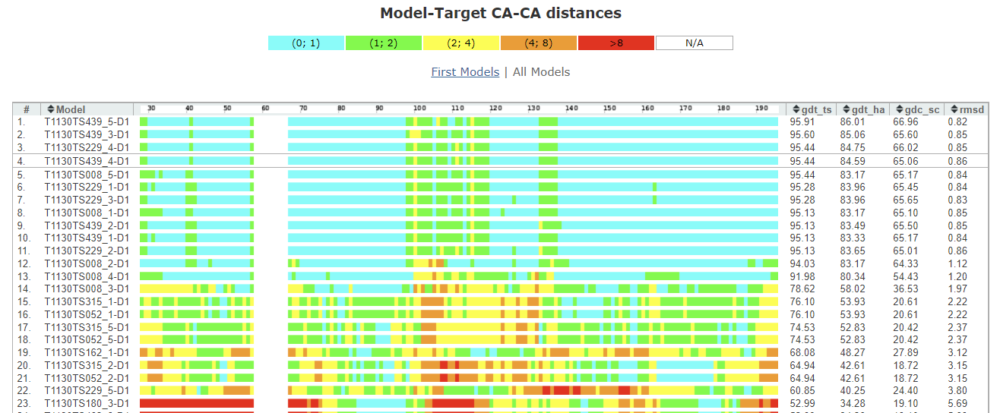 Model-Target CA-CA distances
(0; 1) (1; 2) (2; 4) (4; 8) >8 N/A
First Models | All Models
# Model 30 40 50 60 70 80 90 100 110 120 130 140 150 160 170 180 190 gdt_ts gdt_ha gdc_sc rmsd
1. T1130TS439_5-D1 95.91 86.01 66.96 0.82
2. T1130TS439_3-D1 95.60 85.06 65.60 0.85
3. T1130TS229_4-D1 95.44 84.75 66.02 0.85
4. T1130TS439_4-D1 95.44 84.59 65.06 0.86
5. T1130TS008_5-D1 95.44 83.17 65.17 0.84
6. T1130TS229_1-D1 95.28 83.96 65.45 0.84
7. T1130TS229_3-D1 95.28 83.96 65.65 0.83
8. T1130TS008_1-D1 95.13 83.17 65.10 0.85
9. T1130TS439_2-D1 95.13 83.49 65.50 0.85
10. T1130TS439_1-D1 95.13 83.33 65.17 0.84
11. T1130TS229_2-D1 95.13 83.65 65.01 0.86
12. T1130TS008_2-D1 94.03 83.17 64.33 1.12
13. T1130TS008_4-D1 91.98 80.34 54.43 1.20
14. T1130TS008_3-D1 78.62 58.02 36.53 1.97
15. T1130TS315_1-D1 76.10 53.93 20.61 2.22
16. T1130TS052_1-D1 76.10 53.93 20.61 2.22
17. T1130TS315_5-D1 74.53 52.83 20.42 2.37
18. T1130TS052_5-D1 74.53 52.83 20.42 2.37
19. T1130TS162_1-D1 68.08 48.27 27.89 3.12
20. T1130TS315_2-D1 64.94 42.61 18.72 3.15
21. T1130TS052_2-D1 64.94 42.61 18.72 3.15
22. T1130TS229_5-D1 60.85 40.25 24.40 3.80
23. T1130TS180_3-D1 52.99 34.28 19.10 5.69